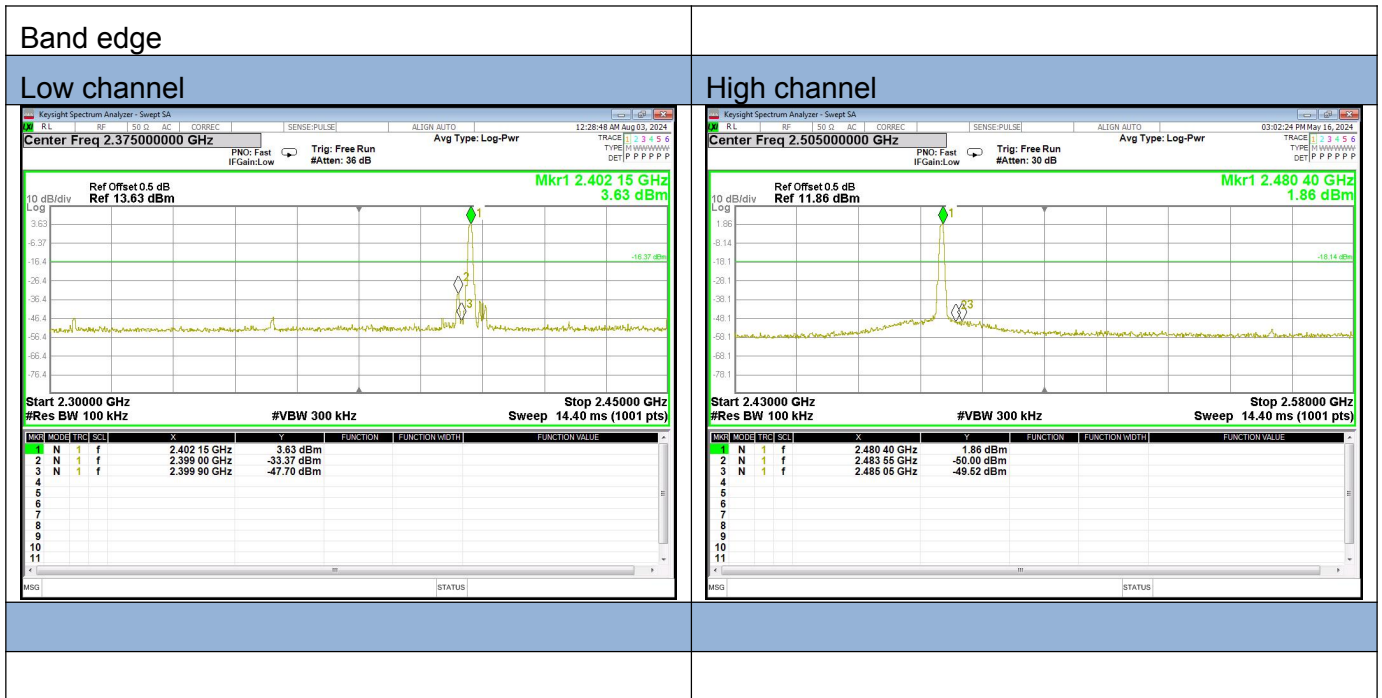 Band edge
Low channel
High channel
Keysight Spectrum Analyzer - Swept SA
LXI RL RF 50 Ω AC CORREC SENSE:PULSE ALIGN AUTO 12:28:48 AM Aug 03, 2024
Center Freq 2.375000000 GHz
PNO: Fast
IFGain:Low
Trig: Free Run
#Atten: 36 dB
Avg Type: Log-Pwr
TRACE 1 2 3 4 5 6
TYPE M WWWWW
DET P P P P P P
Mkr1 2.402 15 GHz
3.63 dBm
Ref Offset 0.5 dB
10 dB/div Ref 13.63 dBm
Log
1
3.63
-6.37
-16.4
-16.37 dBm
-26.4
2
-36.4
3
-46.4
-56.4
-66.4
-76.4
Start 2.30000 GHz Stop 2.45000 GHz
#Res BW 100 kHz #VBW 300 kHz Sweep 14.40 ms (1001 pts)
MKR MODE TRC SCL X Y FUNCTION FUNCTION WIDTH FUNCTION VALUE
1 N 1 f 2.402 15 GHz 3.63 dBm
2 N 1 f 2.399 00 GHz -33.37 dBm
3 N 1 f 2.399 90 GHz -47.70 dBm
4
5
6
7
8
9
10
11
MSG STATUS
Keysight Spectrum Analyzer - Swept SA
LXI RL RF 50 Ω AC CORREC SENSE:PULSE ALIGN AUTO 03:02:24 PM May 16, 2024
Center Freq 2.505000000 GHz
PNO: Fast
IFGain:Low
Trig: Free Run
#Atten: 30 dB
Avg Type: Log-Pwr
TRACE 1 2 3 4 5 6
TYPE M WWWWW
DET P P P P P P
Mkr1 2.480 40 GHz
1.86 dBm
Ref Offset 0.5 dB
10 dB/div Ref 11.86 dBm
Log
1
1.86
-8.14
-18.1
-18.14 dBm
-28.1
-38.1
23
-48.1
-58.1
-68.1
-78.1
Start 2.43000 GHz Stop 2.58000 GHz
#Res BW 100 kHz #VBW 300 kHz Sweep 14.40 ms (1001 pts)
MKR MODE TRC SCL X Y FUNCTION FUNCTION WIDTH FUNCTION VALUE
1 N 1 f 2.480 40 GHz 1.86 dBm
2 N 1 f 2.483 55 GHz -50.00 dBm
3 N 1 f 2.485 05 GHz -49.52 dBm
4
5
6
7
8
9
10
11
MSG STATUS